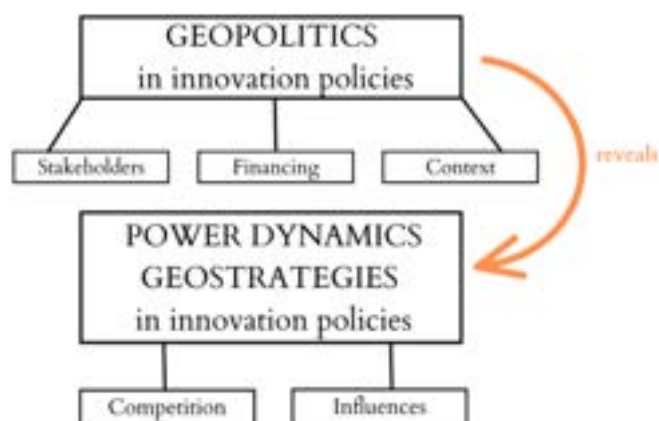 GEOPOLITICS
in innovation policies
Stakeholders
Financing
Context
reveals
POWER DYNAMICS
GEOSTRATEGIES
in innovation policies
Competition
Influences